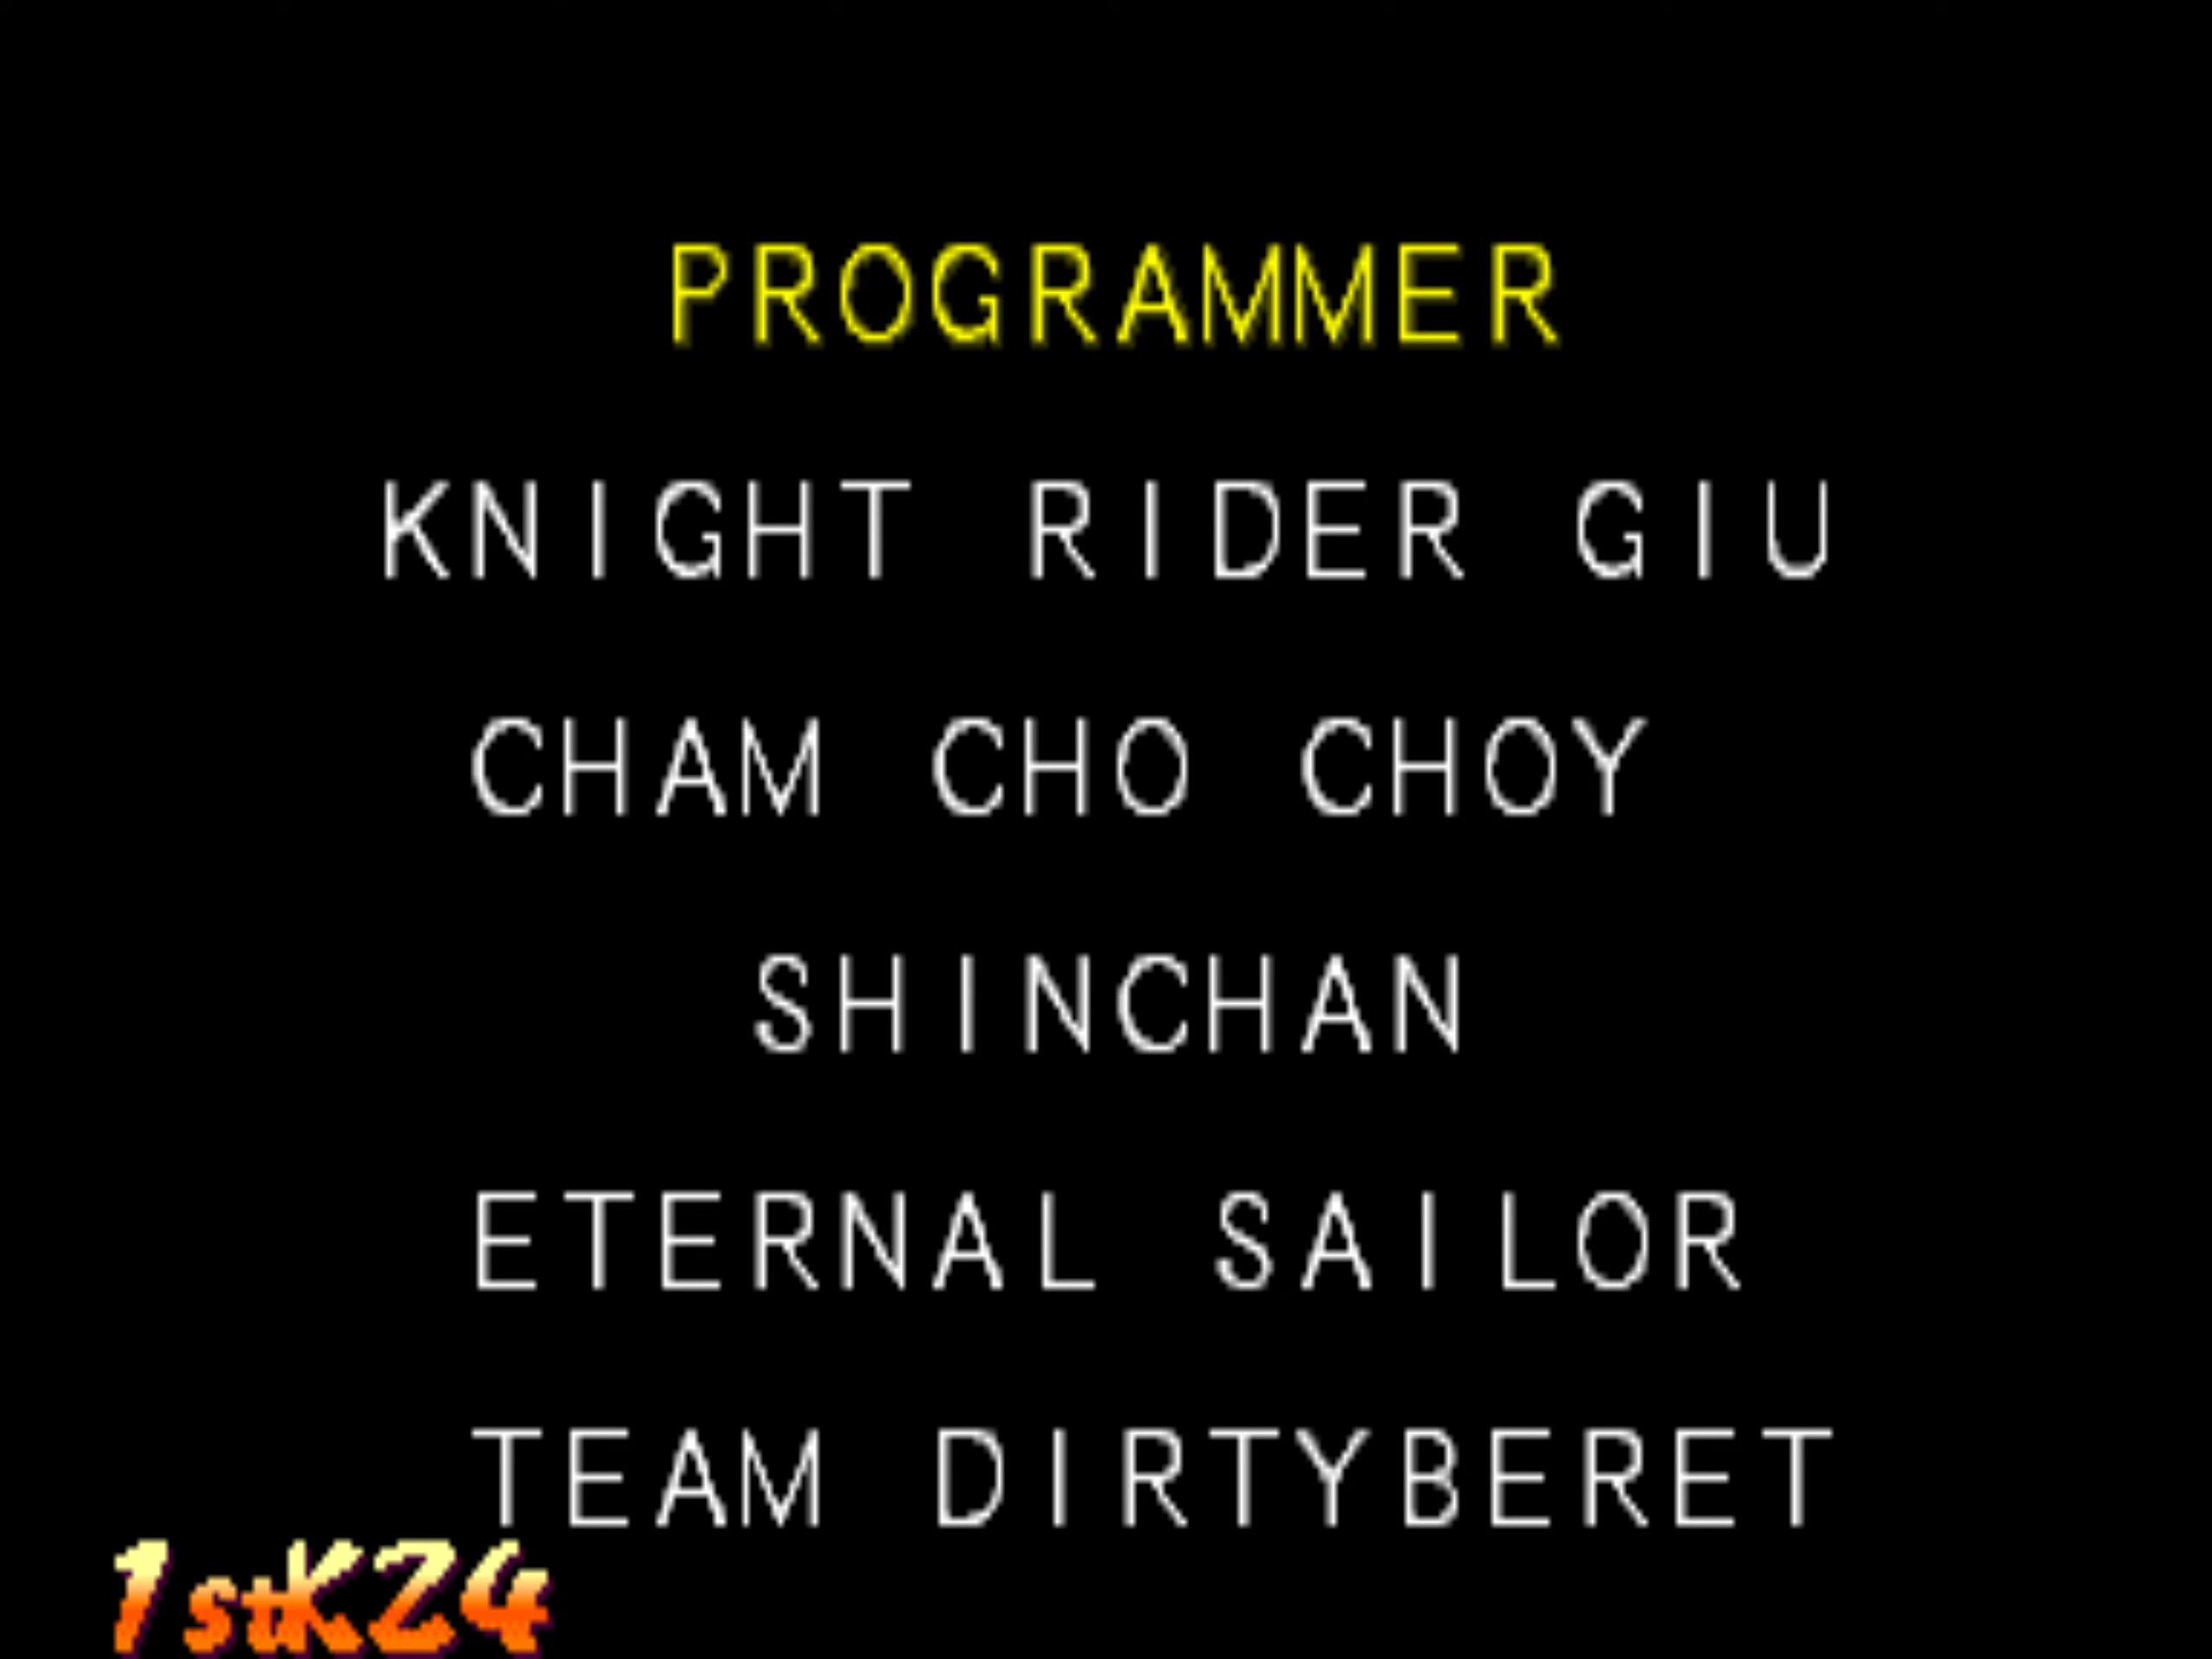 PROGRAMMER
KNIGHT RIDER GIU
CHAM CHO CHOY
SHINCHAN
ETERNAL SAILOR
TEAM DIRTYBERET
1stKZ4